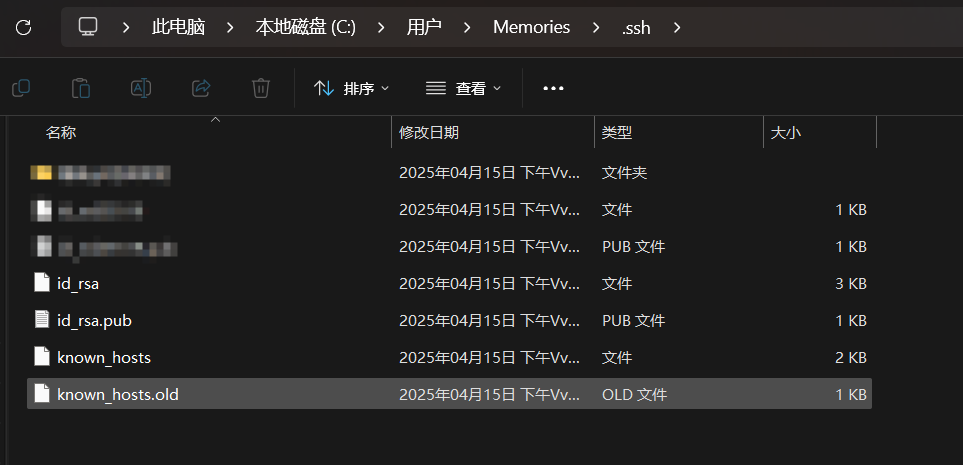 此电脑 本地磁盘 (C:) 用户 Memories .ssh
排序 查看
名称 修改日期 类型 大小
2025年04月15日 下午Vv... 文件夹
2025年04月15日 下午Vv... 文件 1 KB
2025年04月15日 下午Vv... PUB 文件 1 KB
id_rsa 2025年04月15日 下午Vv... 文件 3 KB
id_rsa.pub 2025年04月15日 下午Vv... PUB 文件 1 KB
known_hosts 2025年04月15日 下午Vv... 文件 2 KB
known_hosts.old 2025年04月15日 下午Vv... OLD 文件 1 KB